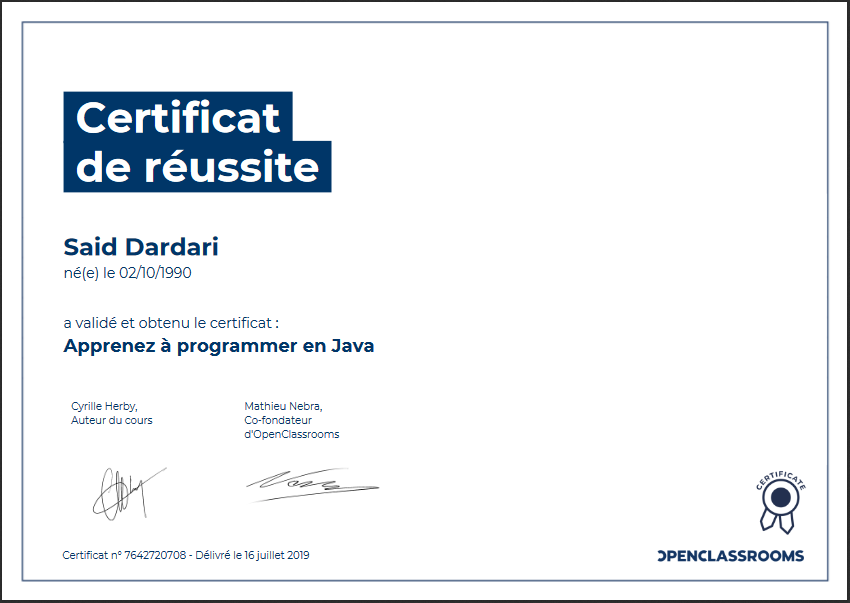 Certificat
de réussite
Said Dardari
né(e) le 02/10/1990
a validé et obtenu le certificat :
Apprenez à programmer en Java
Cyrille Herby,
Auteur du cours
Mathieu Nebra,
Co-fondateur
d'OpenClassrooms
CERTIFICATE
Certificat n° 7642720708 - Délivré le 16 juillet 2019
OPENCLASSROOMS